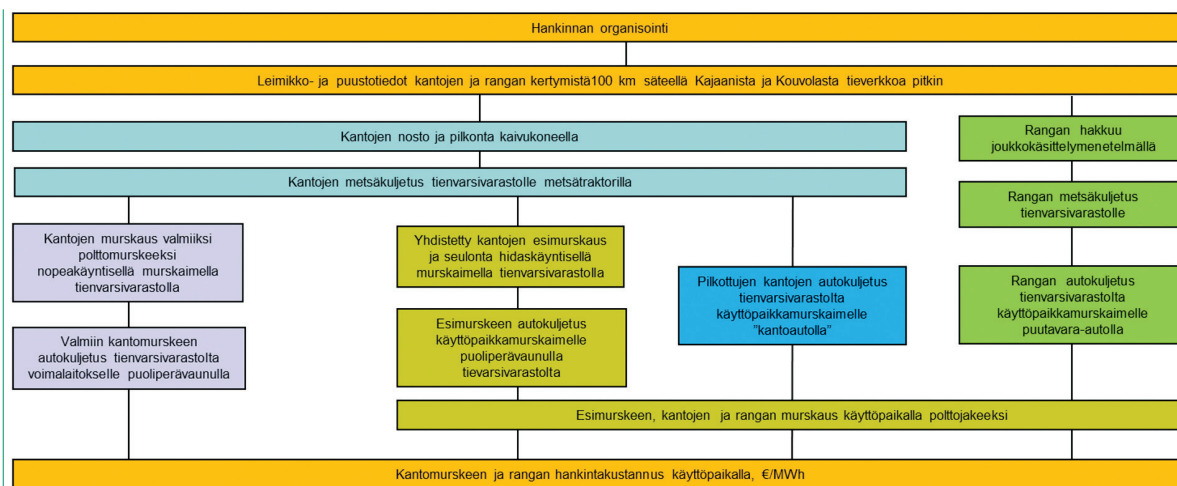 Hankinnan organisointi
Leimikko- ja puustotiedot kantojen ja rangan kertymistä100 km säteellä Kajaanista ja Kouvolasta tieverkkoa pitkin
Kantojen nosto ja pilkonta kaivukoneella
Kantojen metsäkuljetus tienvarsivarastolle metsätraktorilla
Kantojen murskaus valmiiksi
polttomurskeeksi
nopeakäyntisellä murskaimella
tienvarsivarastolla
Valmiin kantomurskeen
autokuljetus tienvarsivarastolta
voimalaitokselle puoliperävaunulla
Yhdistetty kantojen esimurskaus
ja seulonta hidaskäyntisellä
murskaimella tienvarsivarastolla
Esimurskeen autokuljetus
käyttöpaikkamurskaimelle
puoliperävaunulla
tievarsivarastolta
Pilkottujen kantojen autokuljetus
tienvarsivarastolta
käyttöpaikkamurskaimelle
"kantoautolla"
Rangan hakkuu
joukkokäsittelymenetelmällä
Rangan metsäkuljetus
tienvarsivarastolle
Rangan autokuljetus
tienvarsivarastolta
käyttöpaikkamurskaimelle
puutavara-autolla
Esimurskeen, kantojen ja rangan murskaus käyttöpaikalla polttojakeeksi
Kantomurskeen ja rangan hankintakustannus käyttöpaikalla, €/MWh